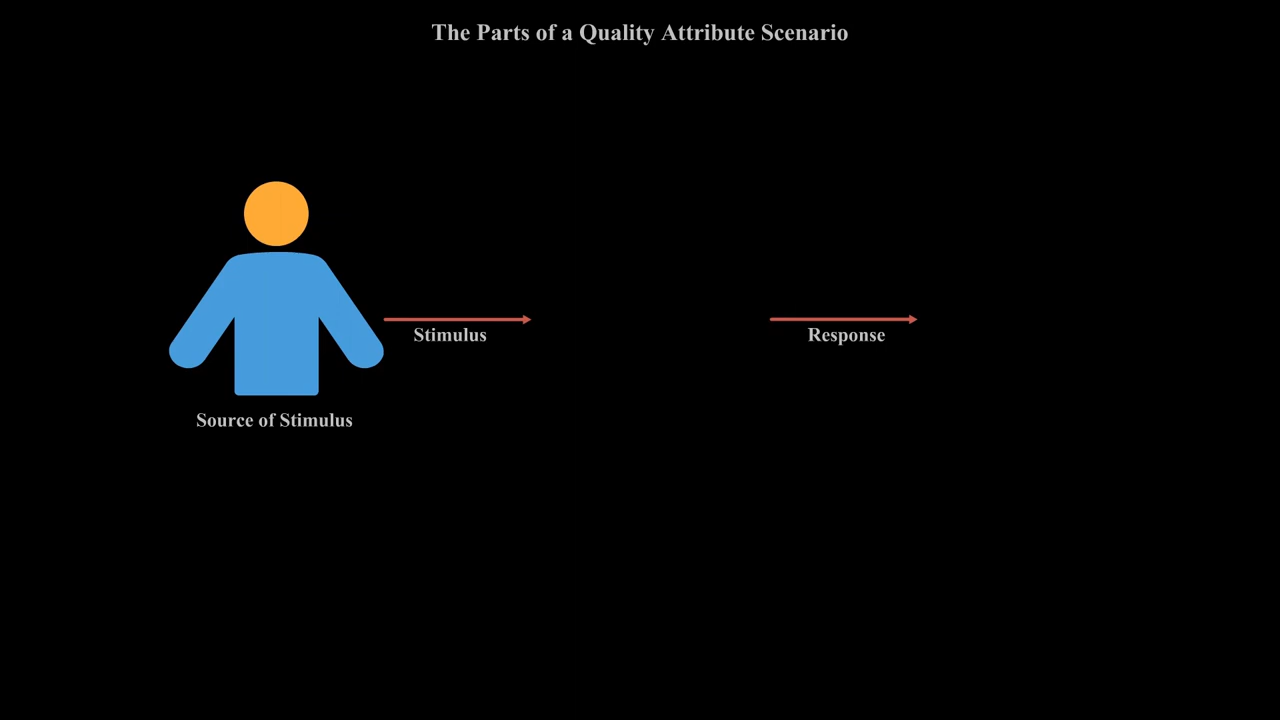 The Parts of a Quality Attribute Scenario
Stimulus
Response
Source of Stimulus